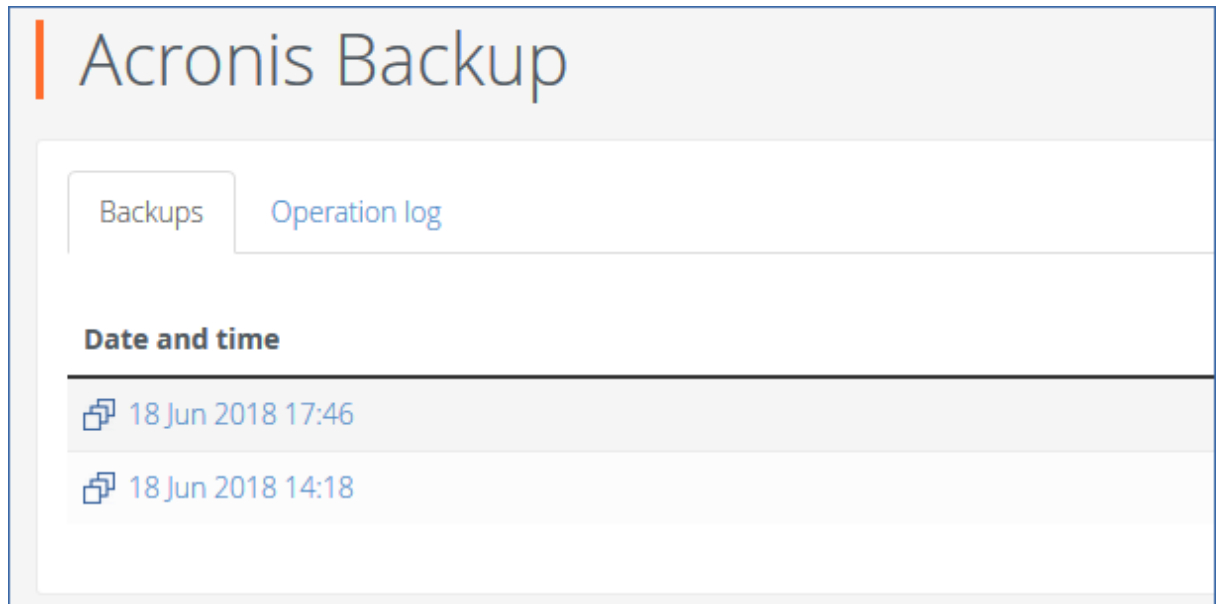 Acronis Backup
Backups Operation log
Date and time
18 Jun 2018 17:46
18 Jun 2018 14:18